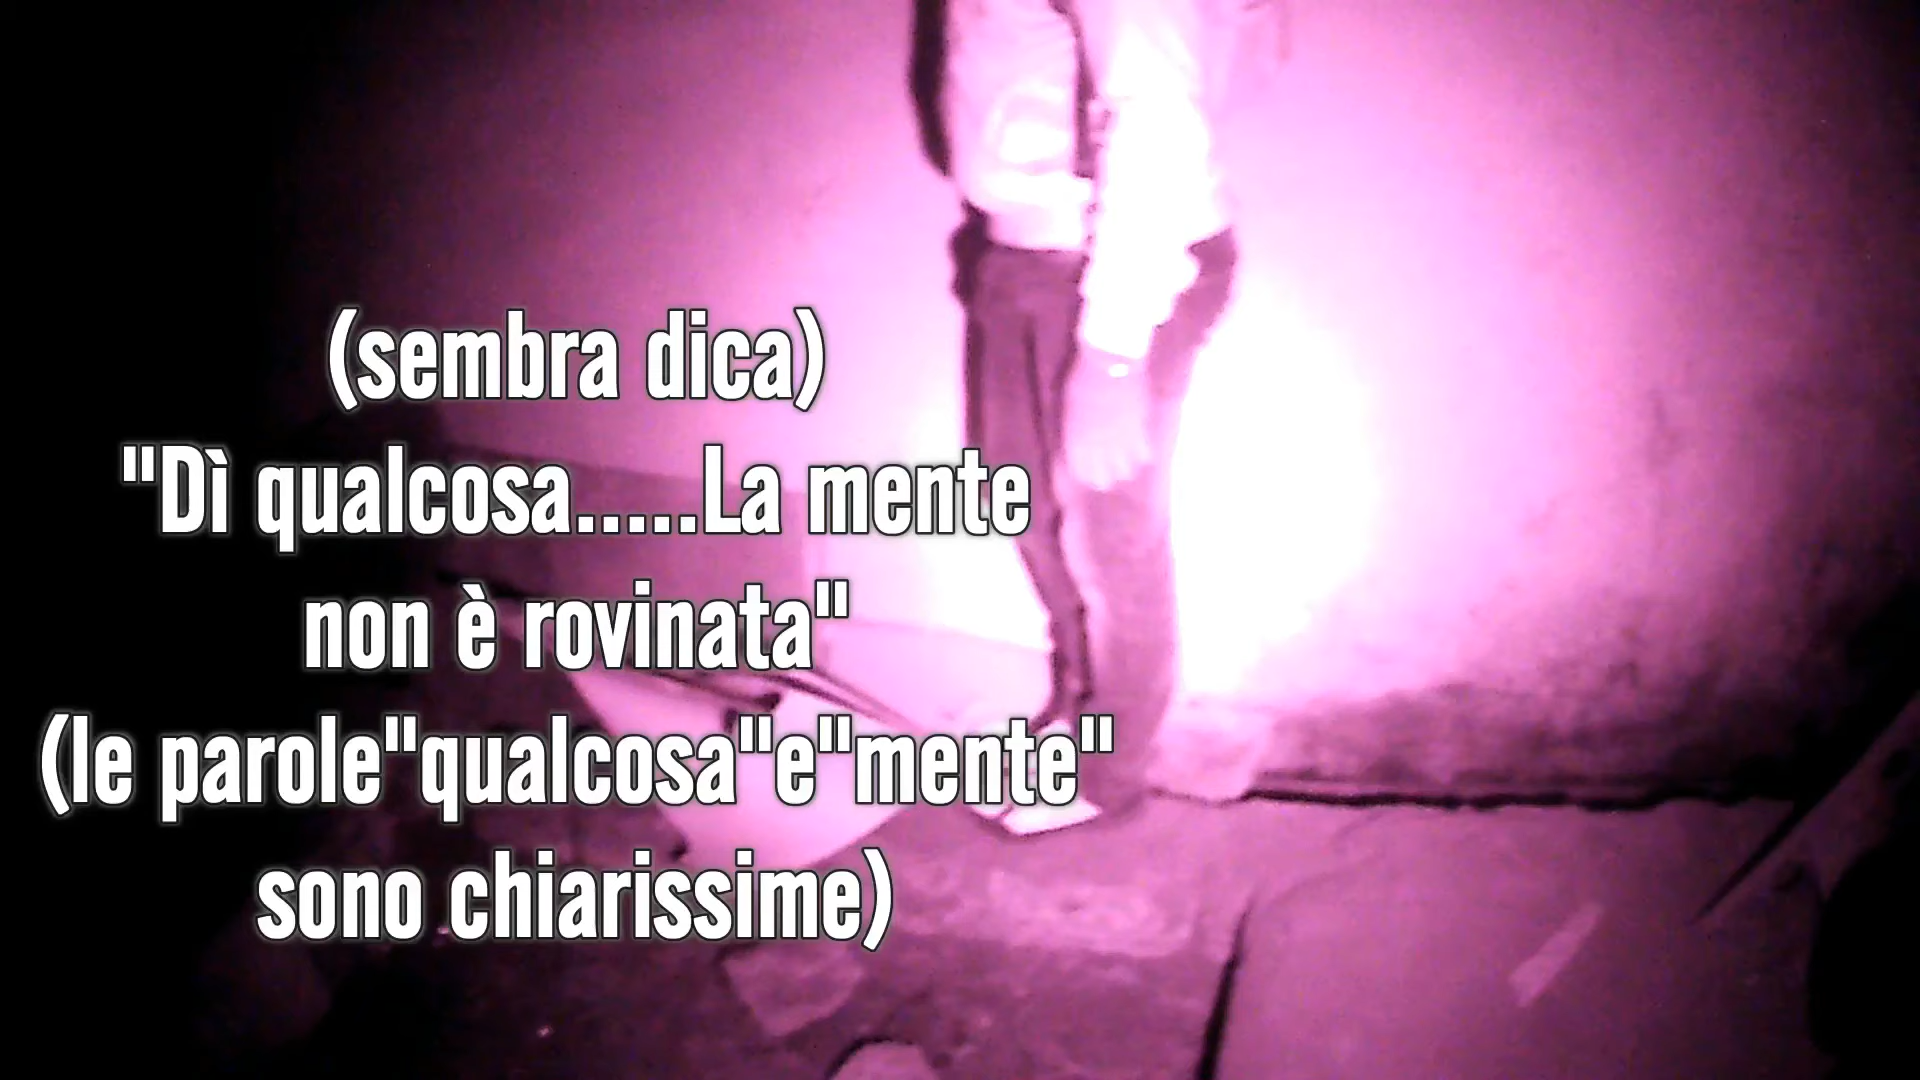 (sembra dica)
"Dì qualcosa.....La mente
non è rovinata"
(le parole"qualcosa"e"mente"
sono chiarissime)